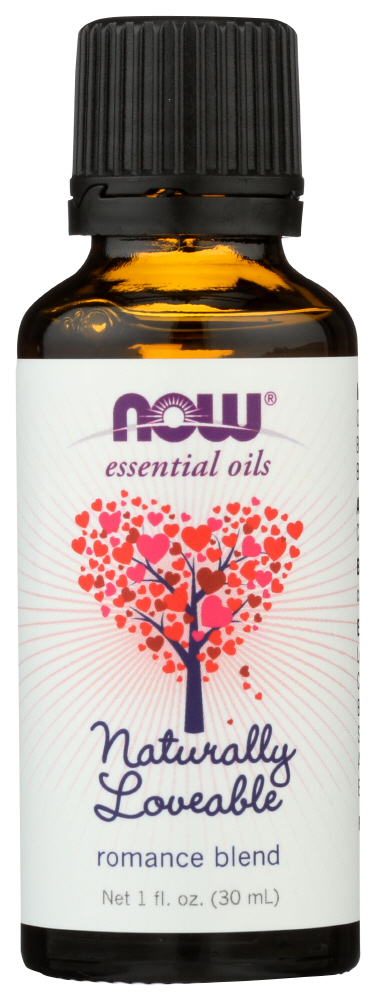 NOW®
essential oils
Naturally
Loveable
romance blend
Net 1 fl. oz. (30 mL)